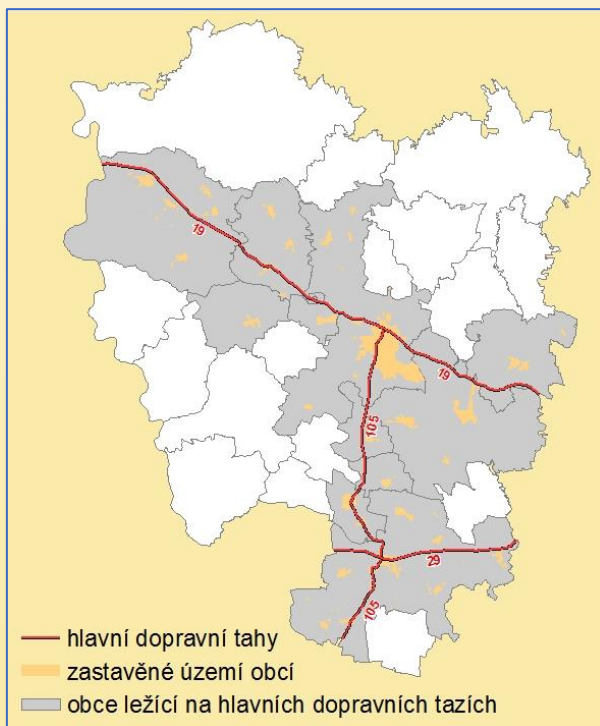 19
19
105
29
105
hlavní dopravní tahy
zastavěné území obcí
obce ležící na hlavních dopravních tazích